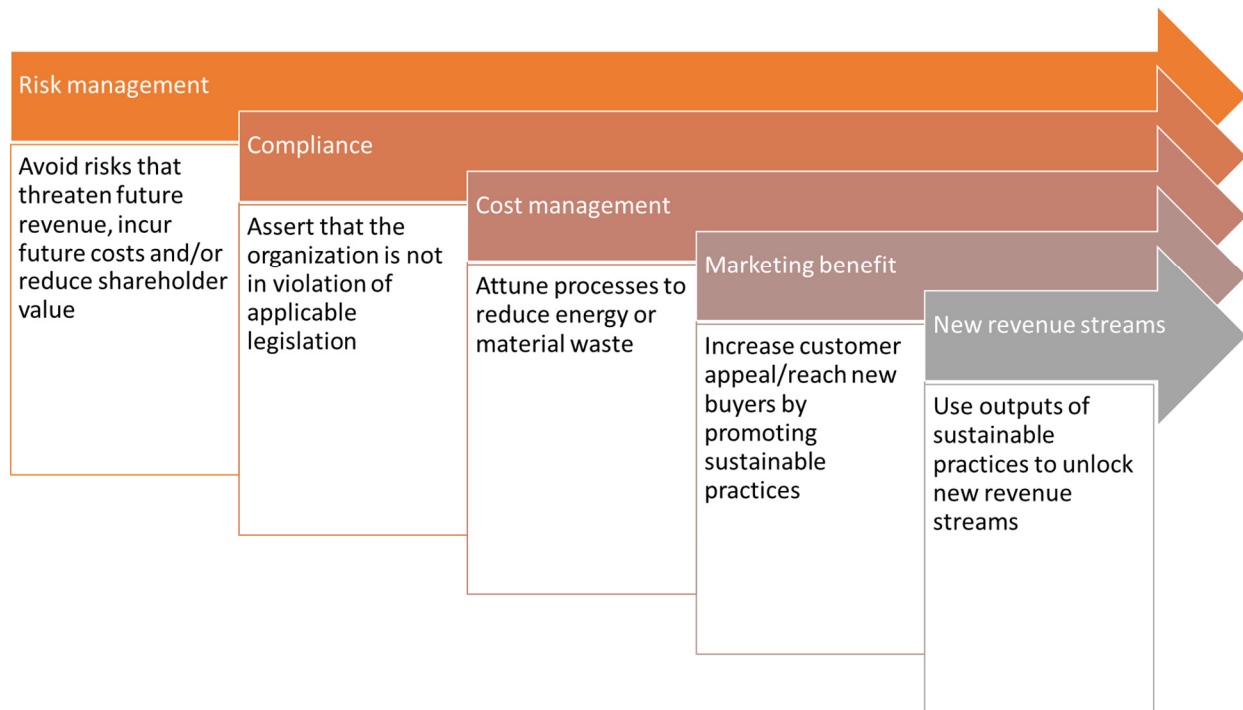 Risk management
Avoid risks that
threaten future
revenue, incur
future costs and/or
reduce shareholder
value
Compliance
Assert that the
organization is not
in violation of
applicable
legislation
Cost management
Attune processes to
reduce energy or
material waste
Marketing benefit
Increase customer
appeal/reach new
buyers by
promoting
sustainable
practices
New revenue streams
Use outputs of
sustainable
practices to unlock
new revenue
streams